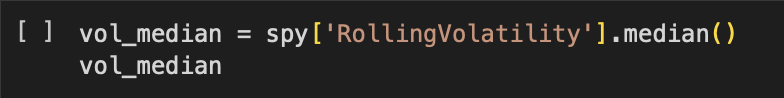 [ ] vol_median = spy['RollingVolatility'].median()
vol_median